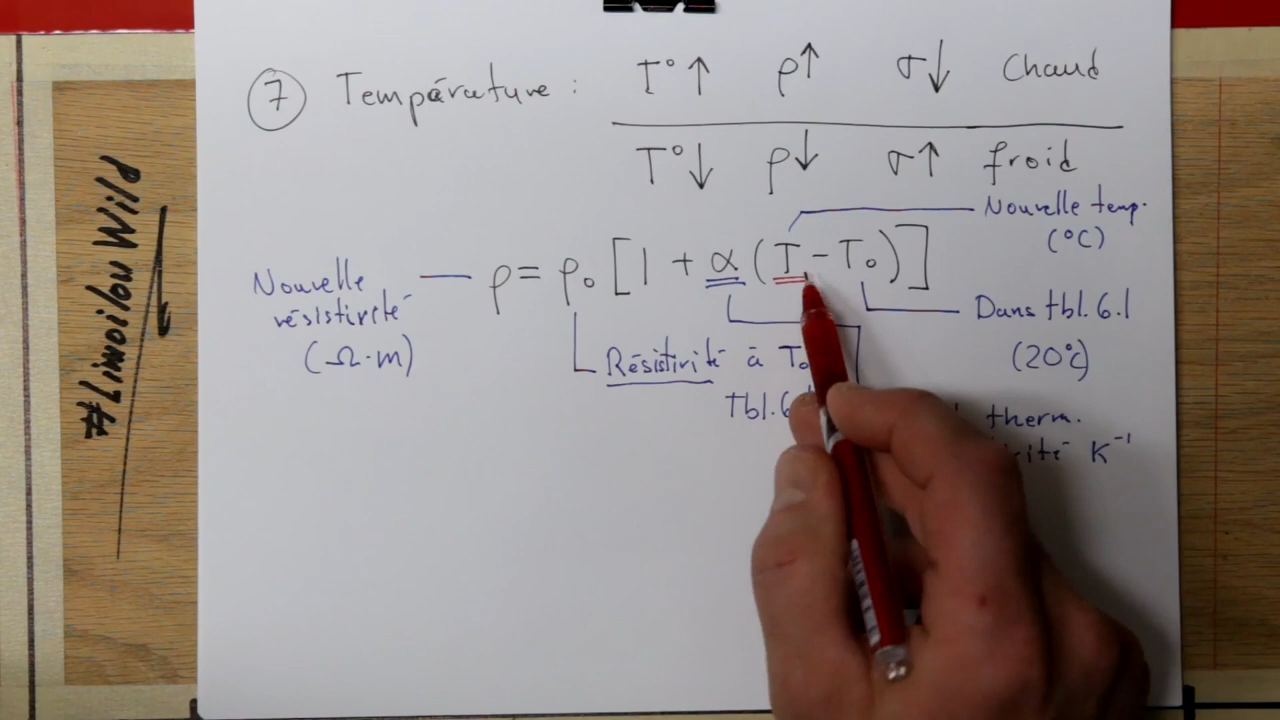 ⑦ Température : T° ↑ ρ ↑ σ ↓ Chaud
T° ↓ ρ ↓ σ ↑ froid
Nouvelle temp.
(°C)
ρ = ρ₀ [1 + α (T - T₀)]
Nouvelle
résistivité
(Ω·m)
Dans tbl. 6.1
(20°C)
Résistivité à T₀
tbl. 6
therm.
K⁻¹
#Limoilou Wild